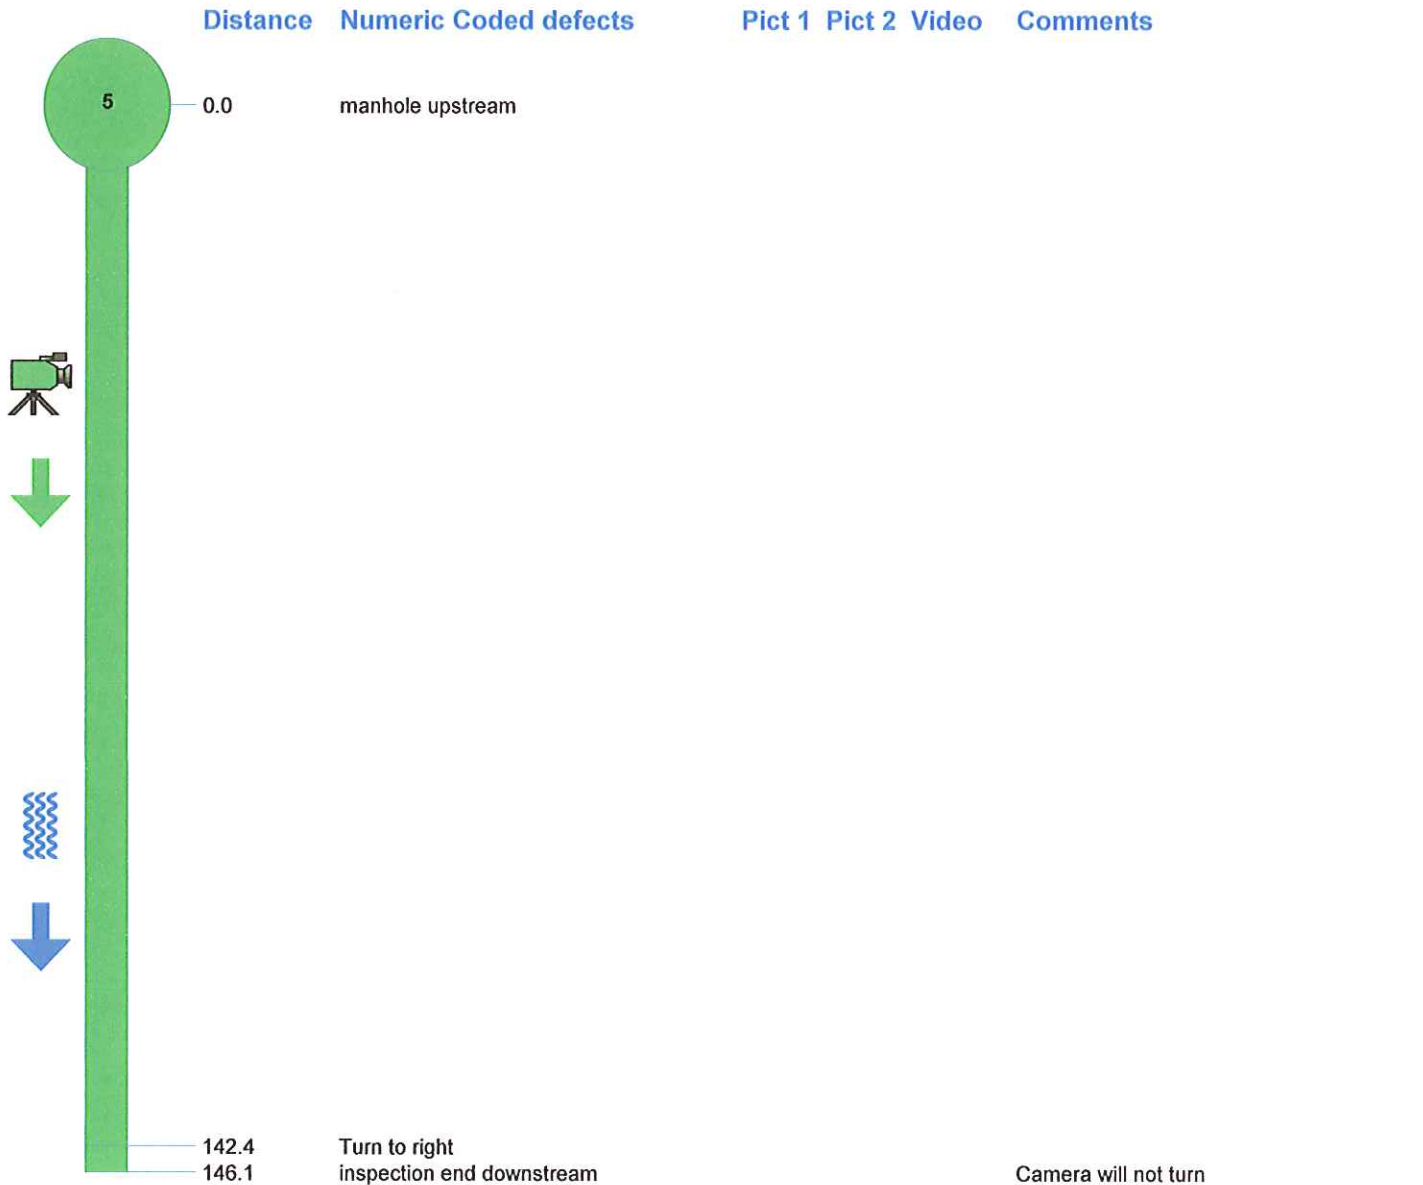 Distance Numeric Coded defects Pict 1 Pict 2 Video Comments
5 0.0 manhole upstream
142.4 Turn to right
146.1 inspection end downstream Camera will not turn